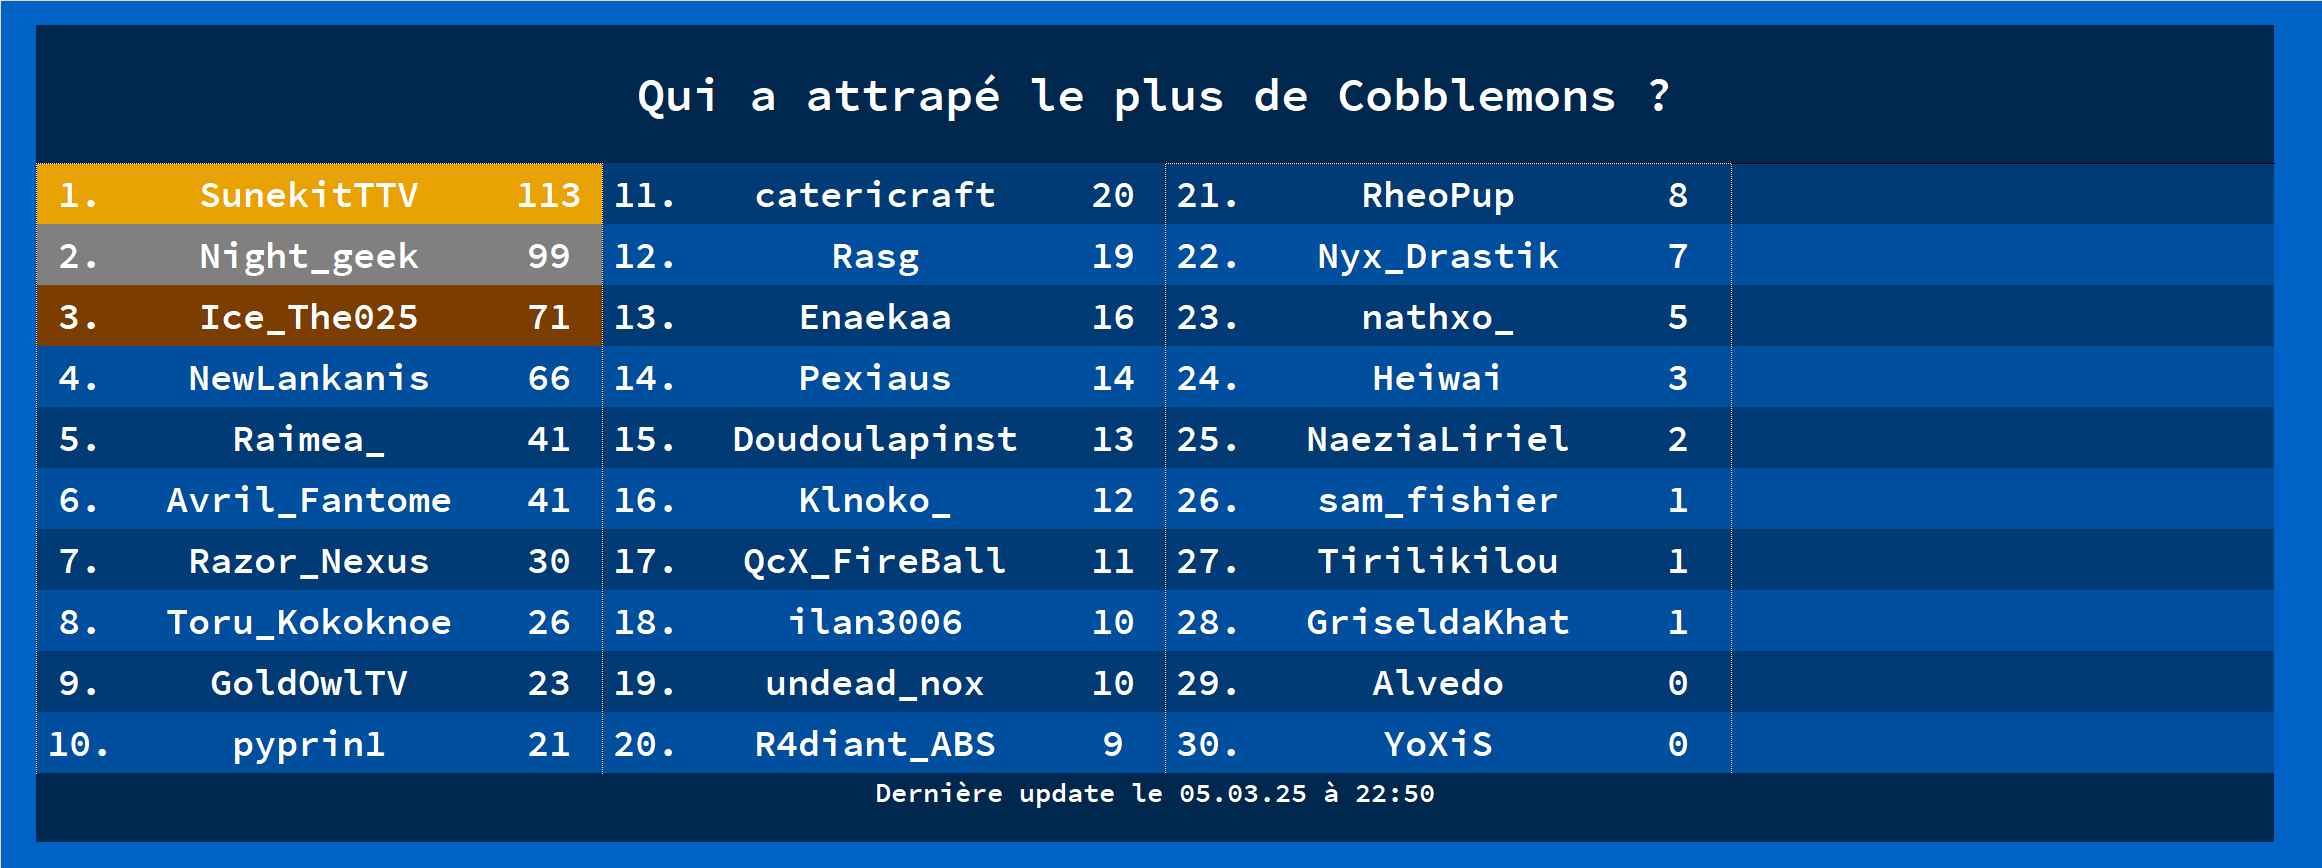 Qui a attrapé le plus de Cobblemons ?
1. SunekitTTV 113
2. Night_geek 99
3. Ice_The025 71
4. NewLankanis 66
5. Raimea_ 41
6. Avril_Fantome 41
7. Razor_Nexus 30
8. Toru_Kokoknoe 26
9. GoldOwlTV 23
10. pyprin1 21
11. catericraft 20
12. Rasg 19
13. Enaekaa 16
14. Pexiaus 14
15. Doudoulapinst 13
16. Klnoko_ 12
17. QcX_FireBall 11
18. ilan3006 10
19. undead_nox 10
20. R4diant_ABS 9
21. RheoPup 8
22. Nyx_Drastik 7
23. nathxo_ 5
24. Heiwai 3
25. NaeziaLiriel 2
26. sam_fishier 1
27. Tirilikilou 1
28. GriseldaKhat 1
29. Alvedo 0
30. YoXiS 0
Dernière update le 05.03.25 à 22:50